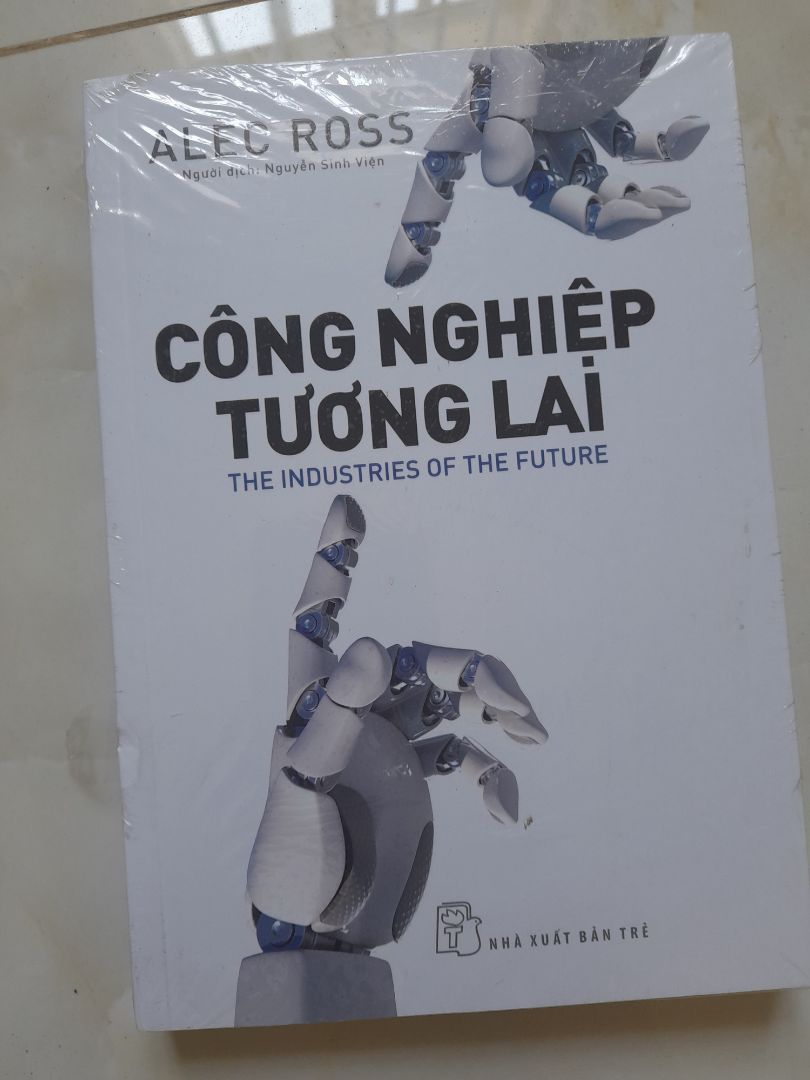 ALEC ROSS
Người dịch: Nguyễn Sinh Viện
CÔNG NGHIỆP
TƯƠNG LAI
THE INDUSTRIES OF THE FUTURE
T
NHÀ XUẤT BẢN TRẺ